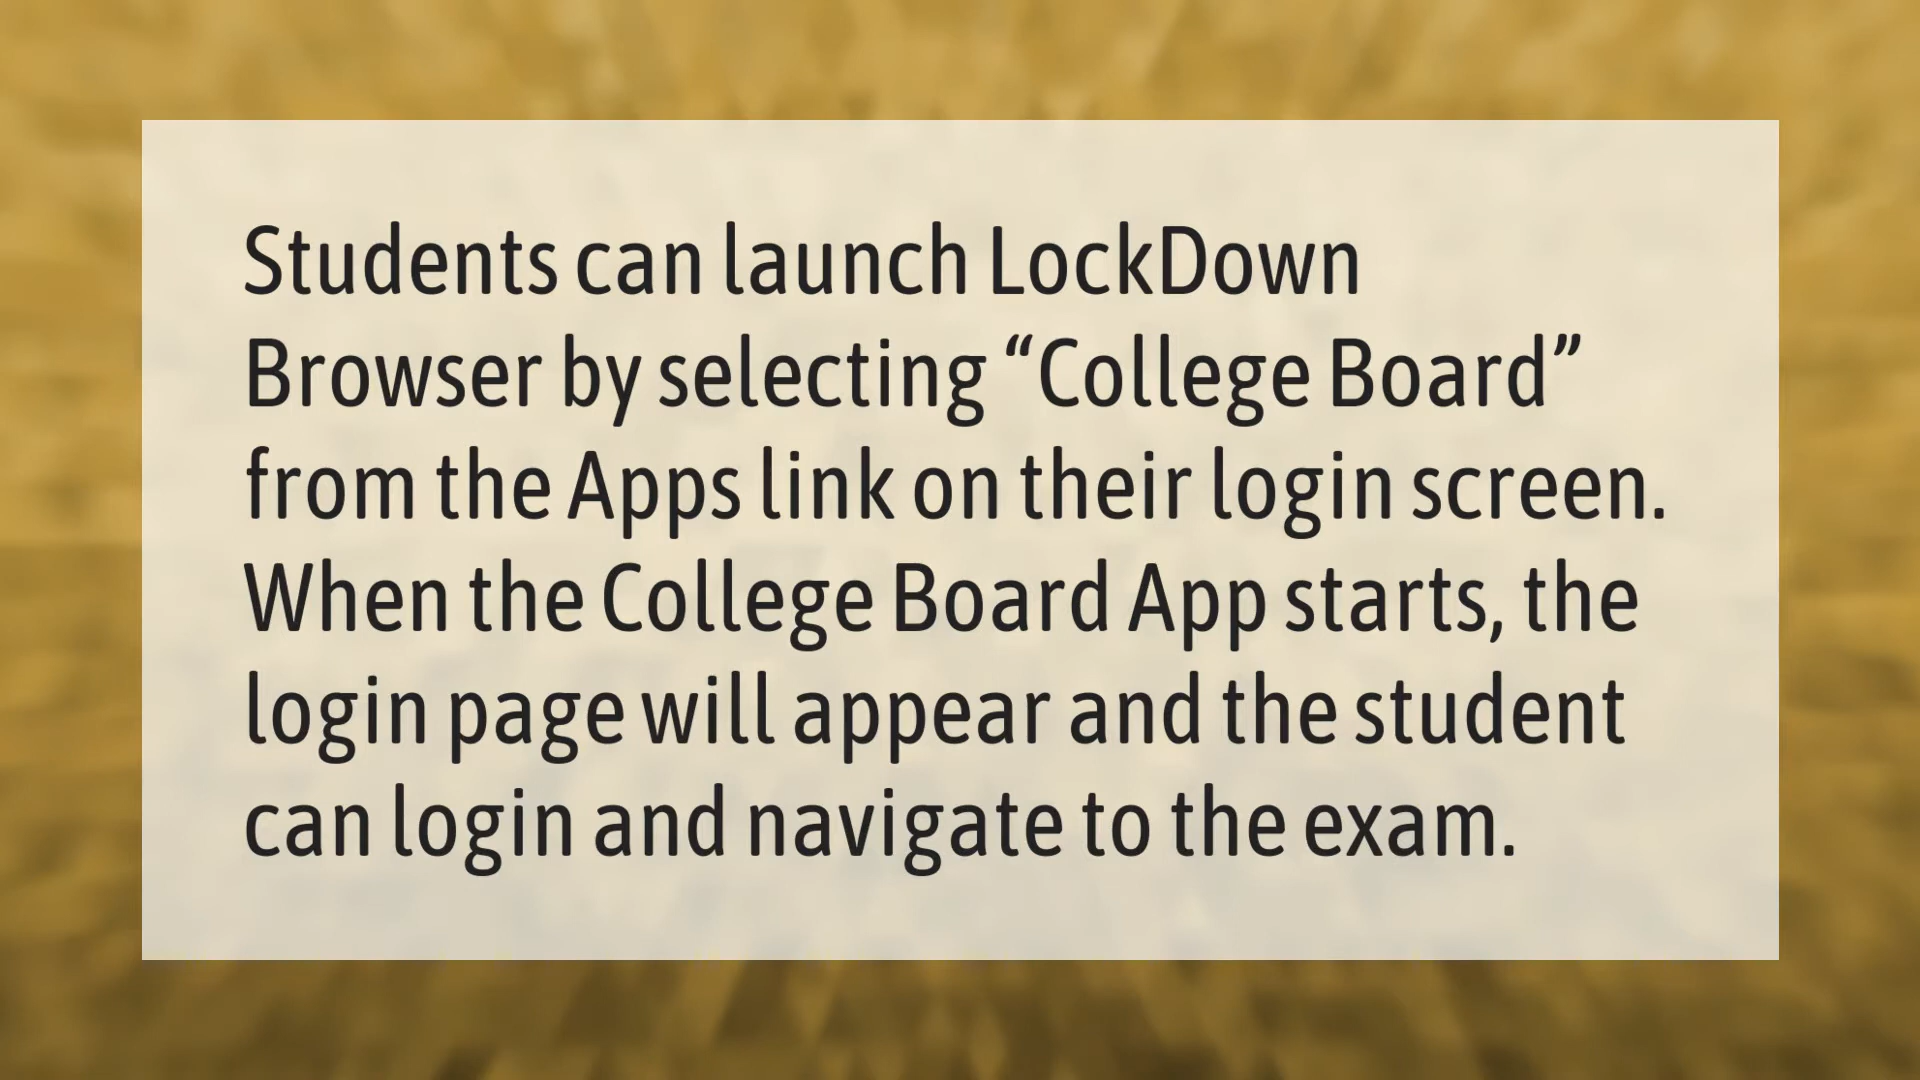 Students can launch LockDown
Browser by selecting “College Board”
from the Apps link on their login screen.
When the College Board App starts, the
login page will appear and the student
can login and navigate to the exam.